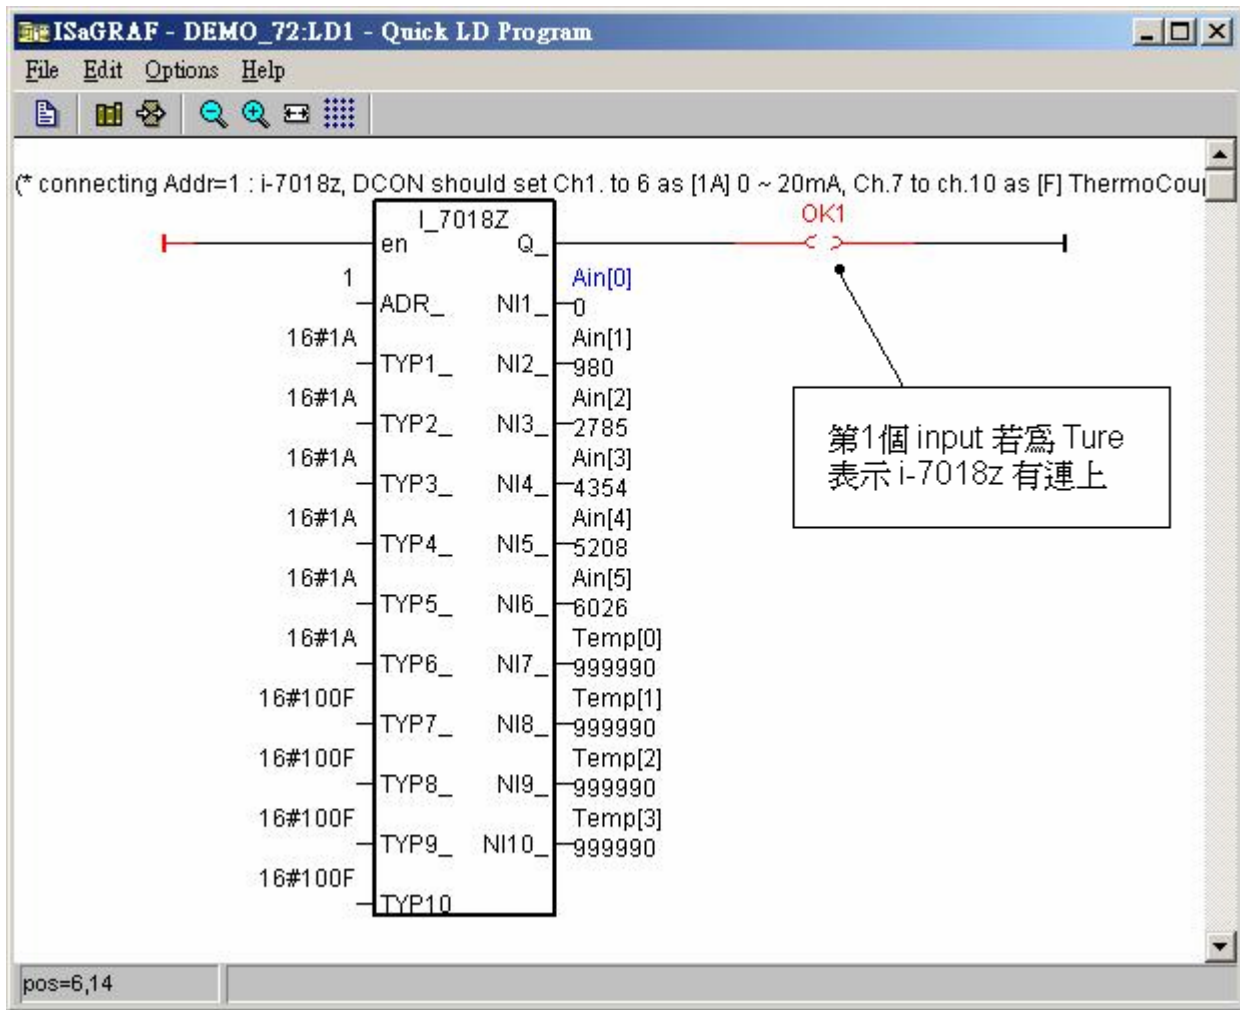 ISaGRAF - DEMO_72:LD1 - Quick LD Program
File Edit Options Help
(* connecting Addr=1 : i-7018z, DCON should set Ch1. to 6 as [1A] 0 ~ 20mA, Ch.7 to ch.10 as [F] ThermoCoup
I_7018Z
OK1
en Q_
1 Ain[0]
ADR_ NI1_ 0
16#1A Ain[1]
TYP1_ NI2_ 980
16#1A Ain[2]
TYP2_ NI3_ 2785
16#1A Ain[3]
TYP3_ NI4_ 4354
16#1A Ain[4]
TYP4_ NI5_ 5208
16#1A Ain[5]
TYP5_ NI6_ 6026
16#1A Temp[0]
TYP6_ NI7_ 999990
16#100F Temp[1]
TYP7_ NI8_ 999990
16#100F Temp[2]
TYP8_ NI9_ 999990
16#100F Temp[3]
TYP9_ NI10_ 999990
16#100F
TYP10
第1個 input 若為 Ture
表示 i-7018z 有連上
pos=6,14